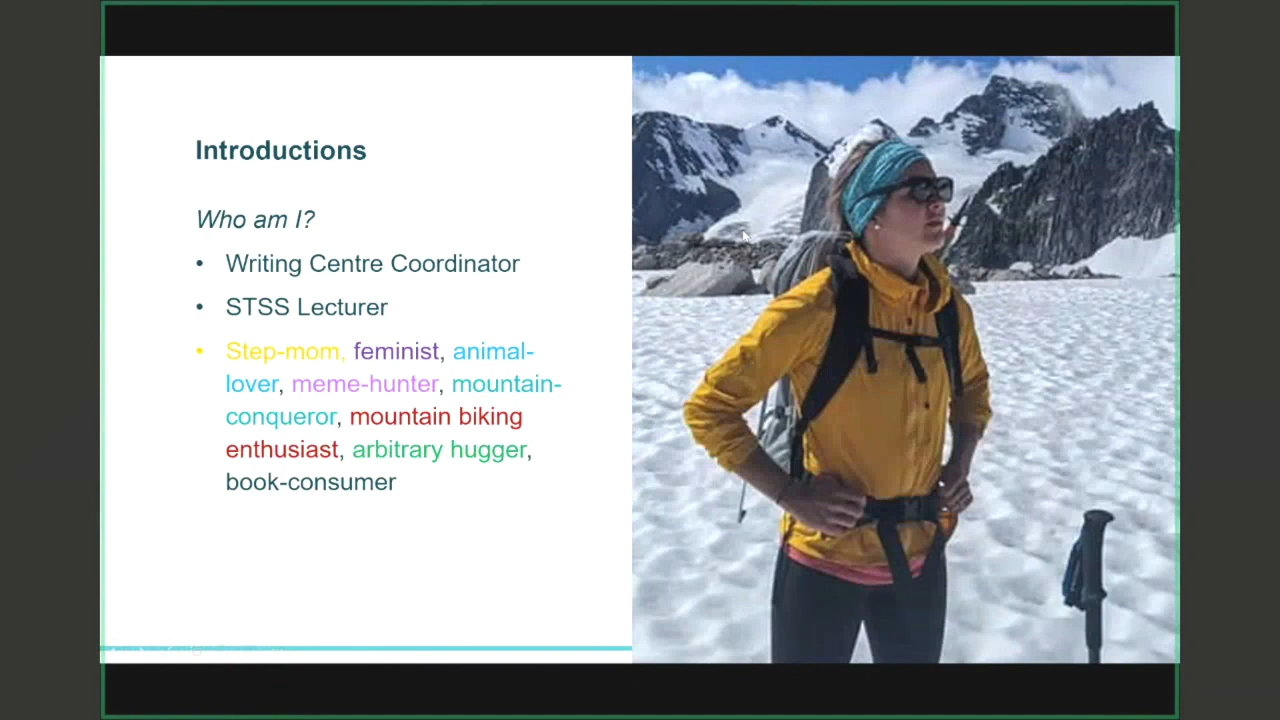 Introductions
Who am I?
• Writing Centre Coordinator
• STSS Lecturer
• Step-mom, feminist, animal-
lover, meme-hunter, mountain-
conqueror, mountain biking
enthusiast, arbitrary hugger,
book-consumer